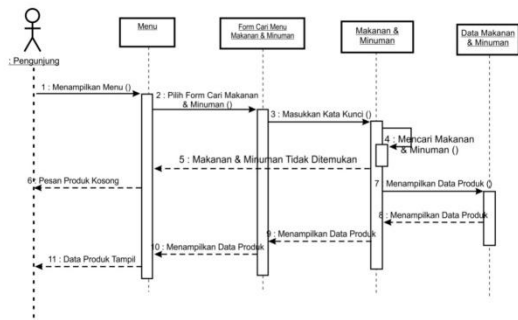 Menu
Form Cari Menu
Makanan & Minuman
Makanan &
Minuman
Data Makanan
& Minuman
: Pengunjung
1 : Menampilkan Menu ()
2 : Pilih Form Cari Makanan
& Minuman ()
3 : Masukkan Kata Kunci ()
4 : Mencari Makanan
& Minuman ()
5 : Makanan & Minuman Tidak Ditemukan
6 : Pesan Produk Kosong
7 Menampilkan Data Produk ()
8 : Menampilkan Data Produk
9 : Menampilkan Data Produk
10 : Menampilkan Data Produk
11 : Data Produk Tampil